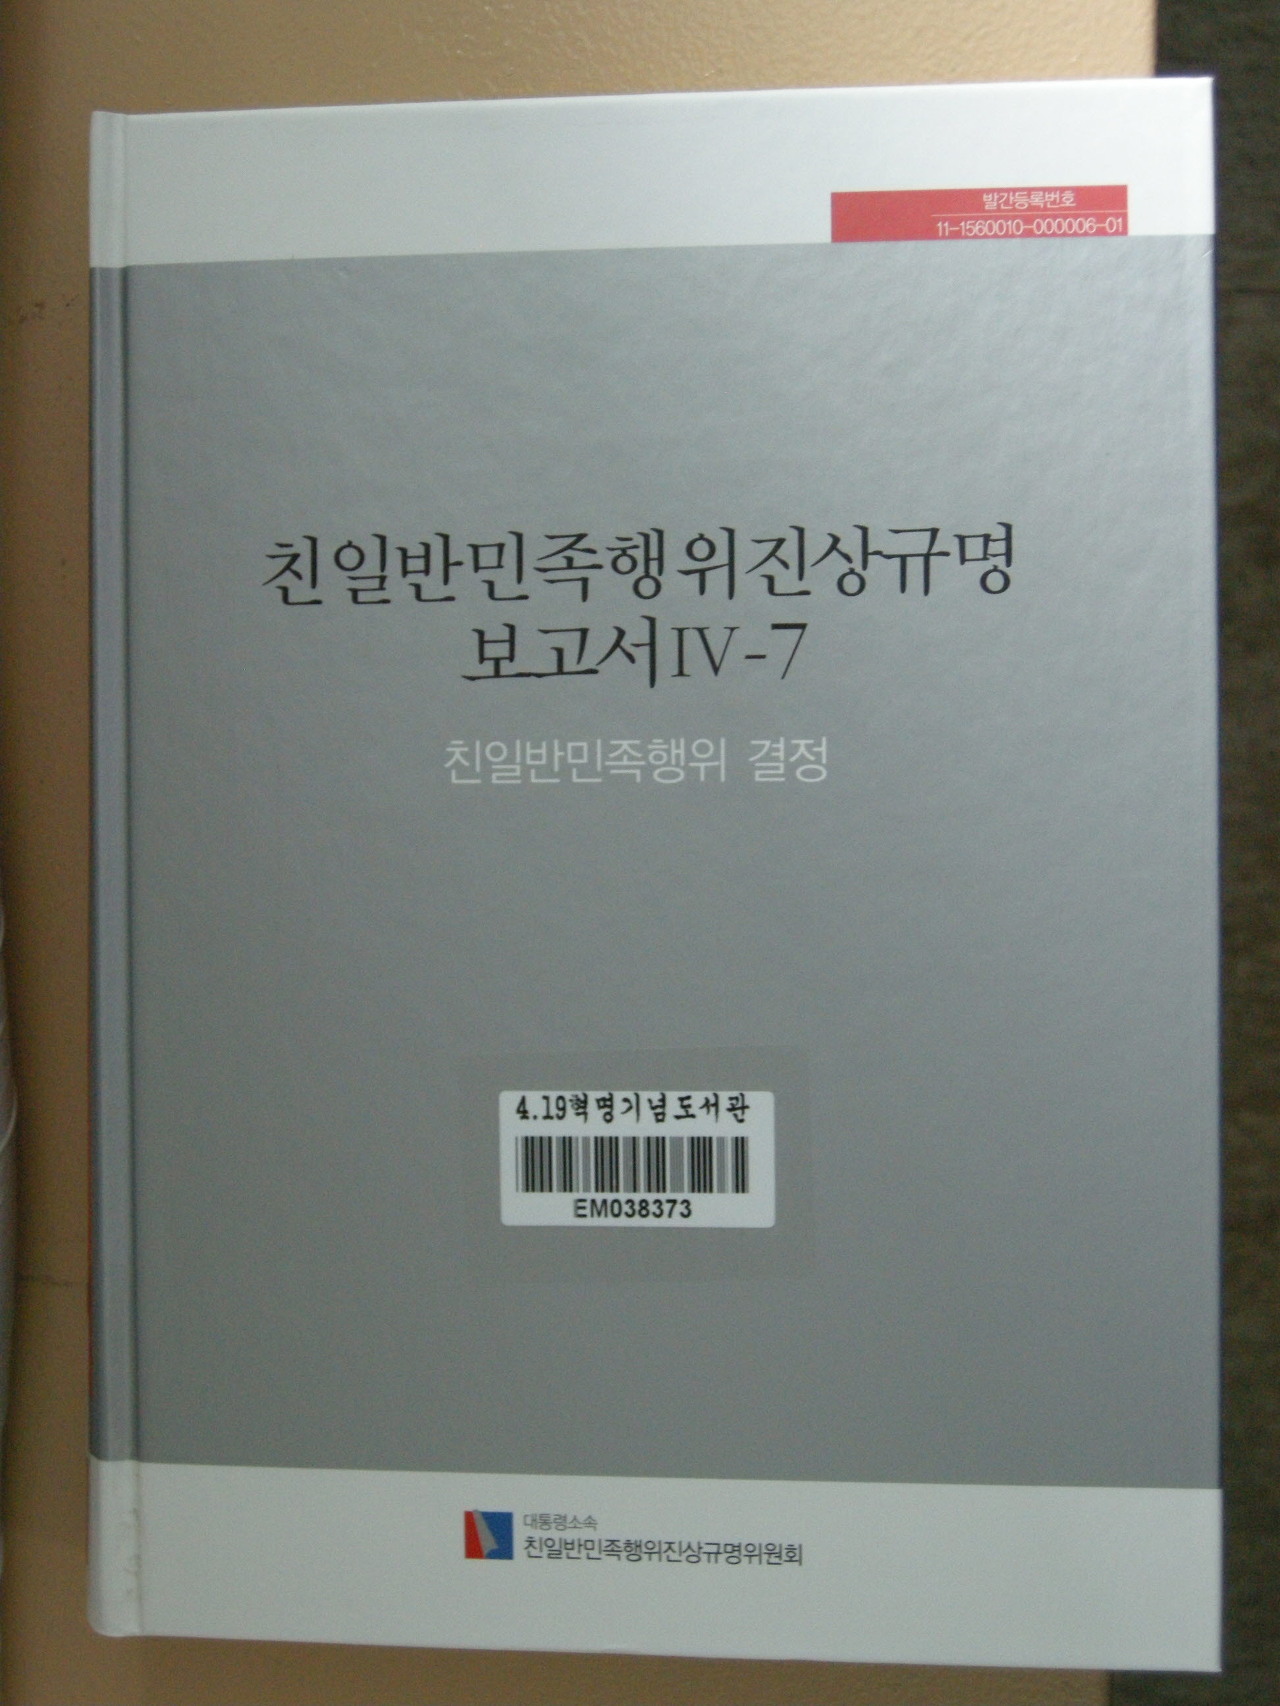 발간등록번호
11-1560010-000006-01
친일반민족행위진상규명
보고서 IV-7
친일반민족행위 결정
4.19혁명기념도서관
EM038373
대통령소속
친일반민족행위진상규명위원회